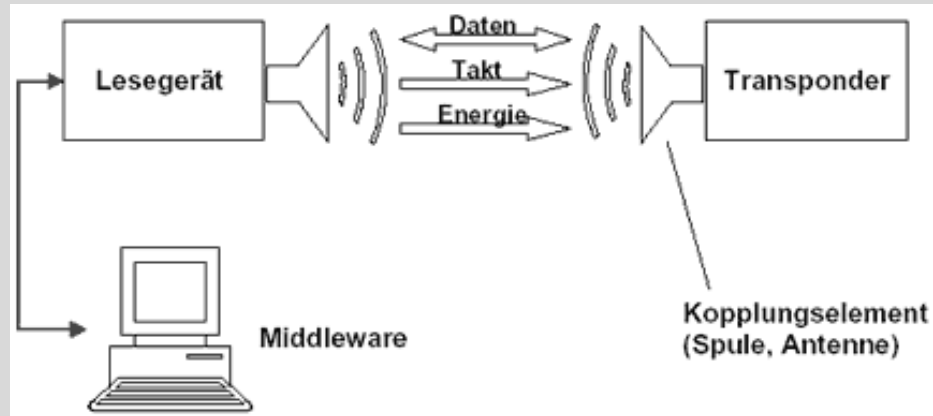 Daten
Lesegerät
Takt
Transponder
Energie
Middleware
Kopplungselement
(Spule, Antenne)